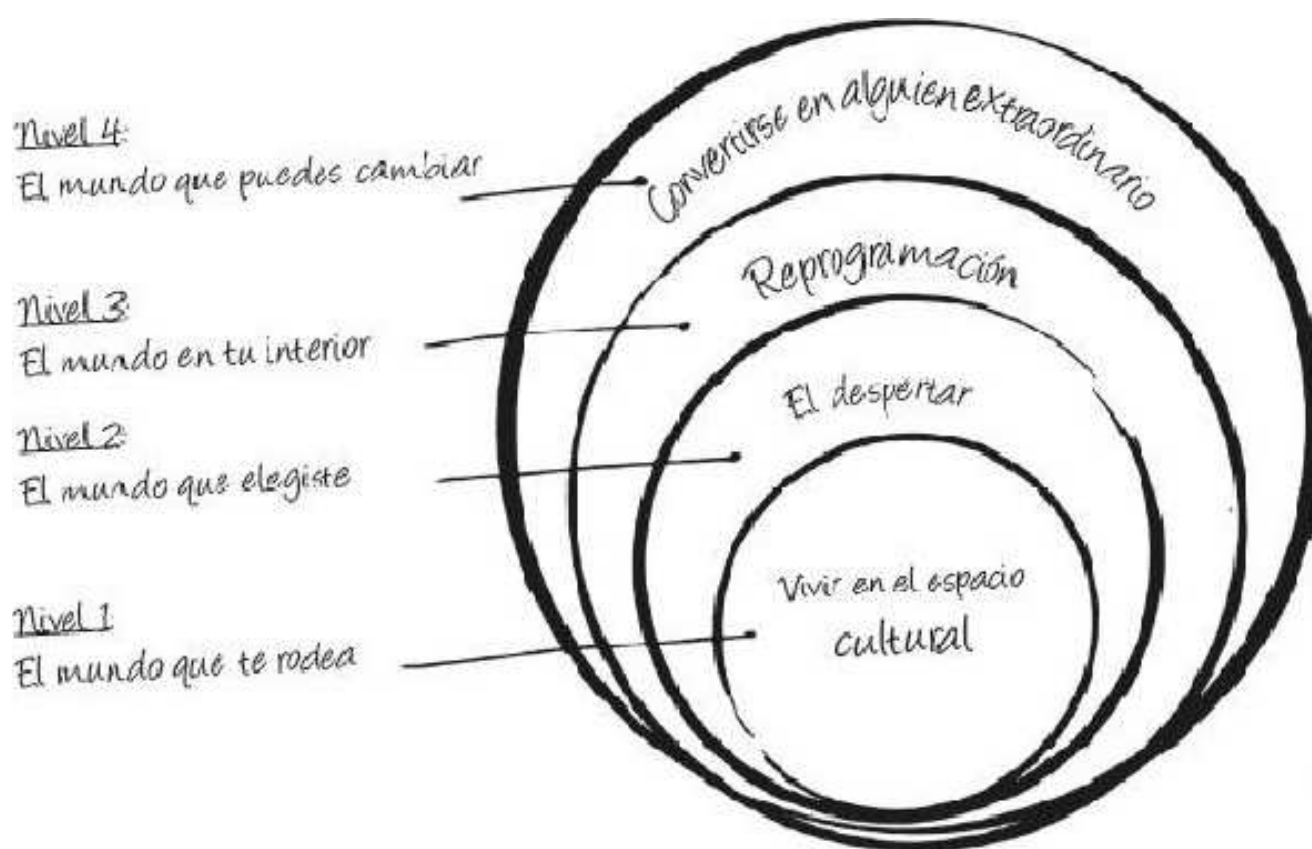 Nivel 4:
El mundo que puedes cambiar
Convertirse en alguien extraordinario
Nivel 3:
El mundo en tu interior
Reprogramación
Nivel 2:
El mundo que elegiste
El despertar
Nivel 1
El mundo que te rodea
Vivir en el espacio
cultural